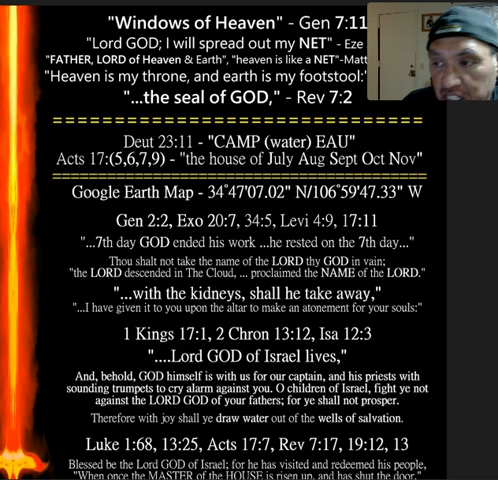 "Windows of Heaven" - Gen 7:11
"Lord GOD; I will spread out my NET" - Eze
"FATHER, LORD of Heaven & Earth", "heaven is like a NET"-Matt
"Heaven is my throne, and earth is my footstool:"
"...the seal of GOD," - Rev 7:2
==================================
Deut 23:11 - "CAMP (water) EAU"
Acts 17:(5,6,7,9) - "the house of July Aug Sept Oct Nov"
==================================
Google Earth Map - 34°47'07.02" N/106°59'47.33" W
Gen 2:2, Exo 20:7, 34:5, Levi 4:9, 17:11
"...7th day GOD ended his work ...he rested on the 7th day..."
Thou shalt not take the name of the LORD thy GOD in vain;
"the LORD descended in The Cloud, ... proclaimed the NAME of the LORD."
"...with the kidneys, shall he take away,"
"...I have given it to you upon the altar to make an atonement for your souls:"
1 Kings 17:1, 2 Chron 13:12, Isa 12:3
"....Lord GOD of Israel lives,"
And, behold, GOD himself is with us for our captain, and his priests with
sounding trumpets to cry alarm against you. O children of Israel, fight ye not
against the LORD GOD of your fathers; for ye shall not prosper.
Therefore with joy shall ye draw water out of the wells of salvation.
Luke 1:68, 13:25, Acts 17:7, Rev 7:17, 19:12, 13
Blessed be the Lord GOD of Israel; for he has visited and redeemed his people,
"When once the MASTER of the HOUSE is risen up, and has shut the door,"